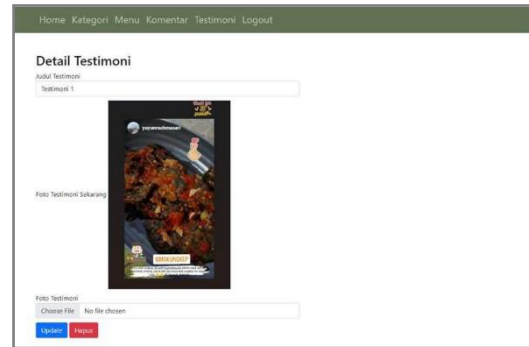 Home Kategori Menu Komentar Testimoni Logout
Detail Testimoni
Judul Testimoni
Testimoni 1
Foto Testimoni Sekarang
Foto Testimoni
Choose File No file chosen
Update Hapus